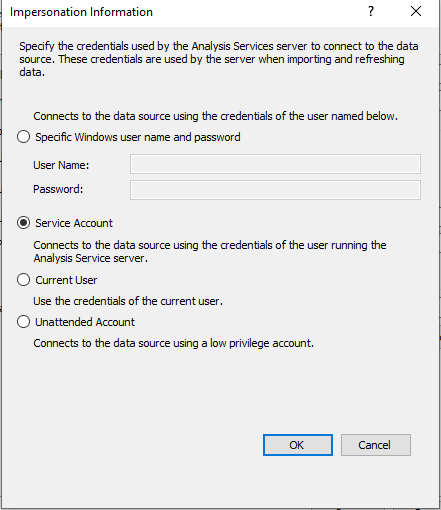 Impersonation Information
?
Specify the credentials used by the Analysis Services server to connect to the data
source. These credentials are used by the server when importing and refreshing
data.
Connects to the data source using the credentials of the user named below.
Specific Windows user name and password
User Name:
Password:
Service Account
Connects to the data source using the credentials of the user running the
Analysis Service server.
Current User
Use the credentials of the current user.
Unattended Account
Connects to the data source using a low privilege account.
OK
Cancel